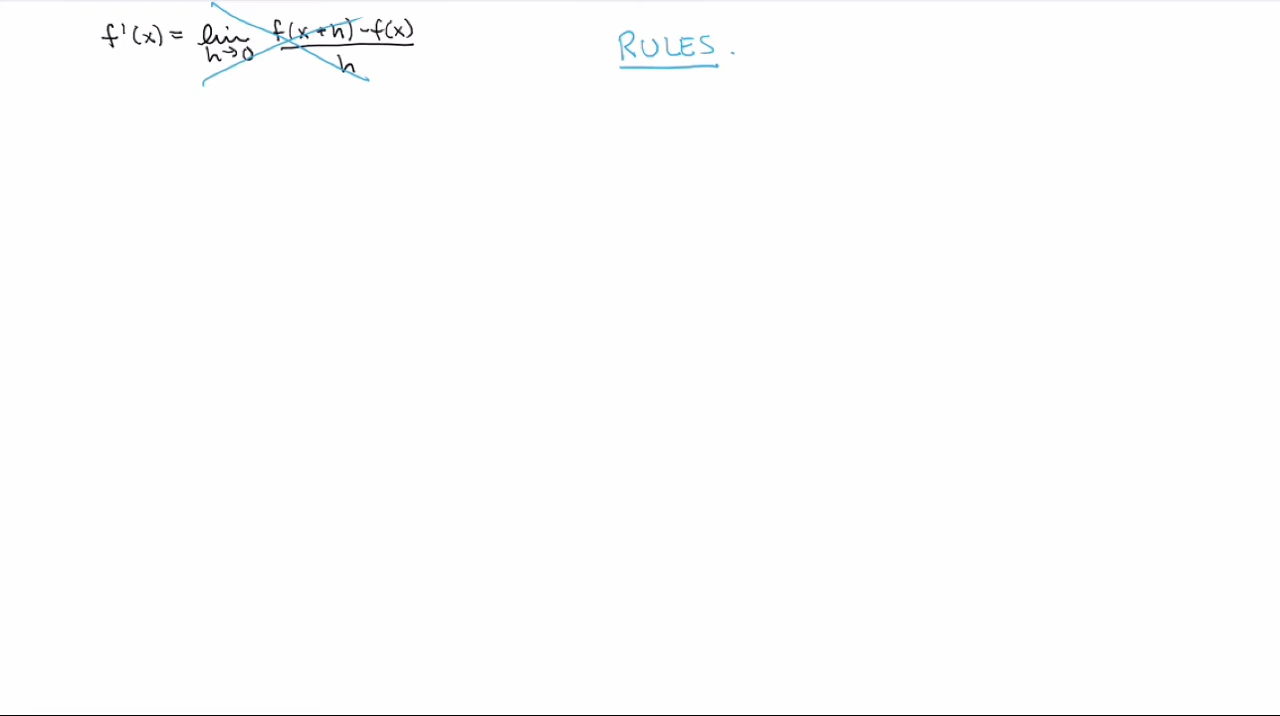 f'(x) = lim h→0 f(x+h)-f(x) / h
RULES.